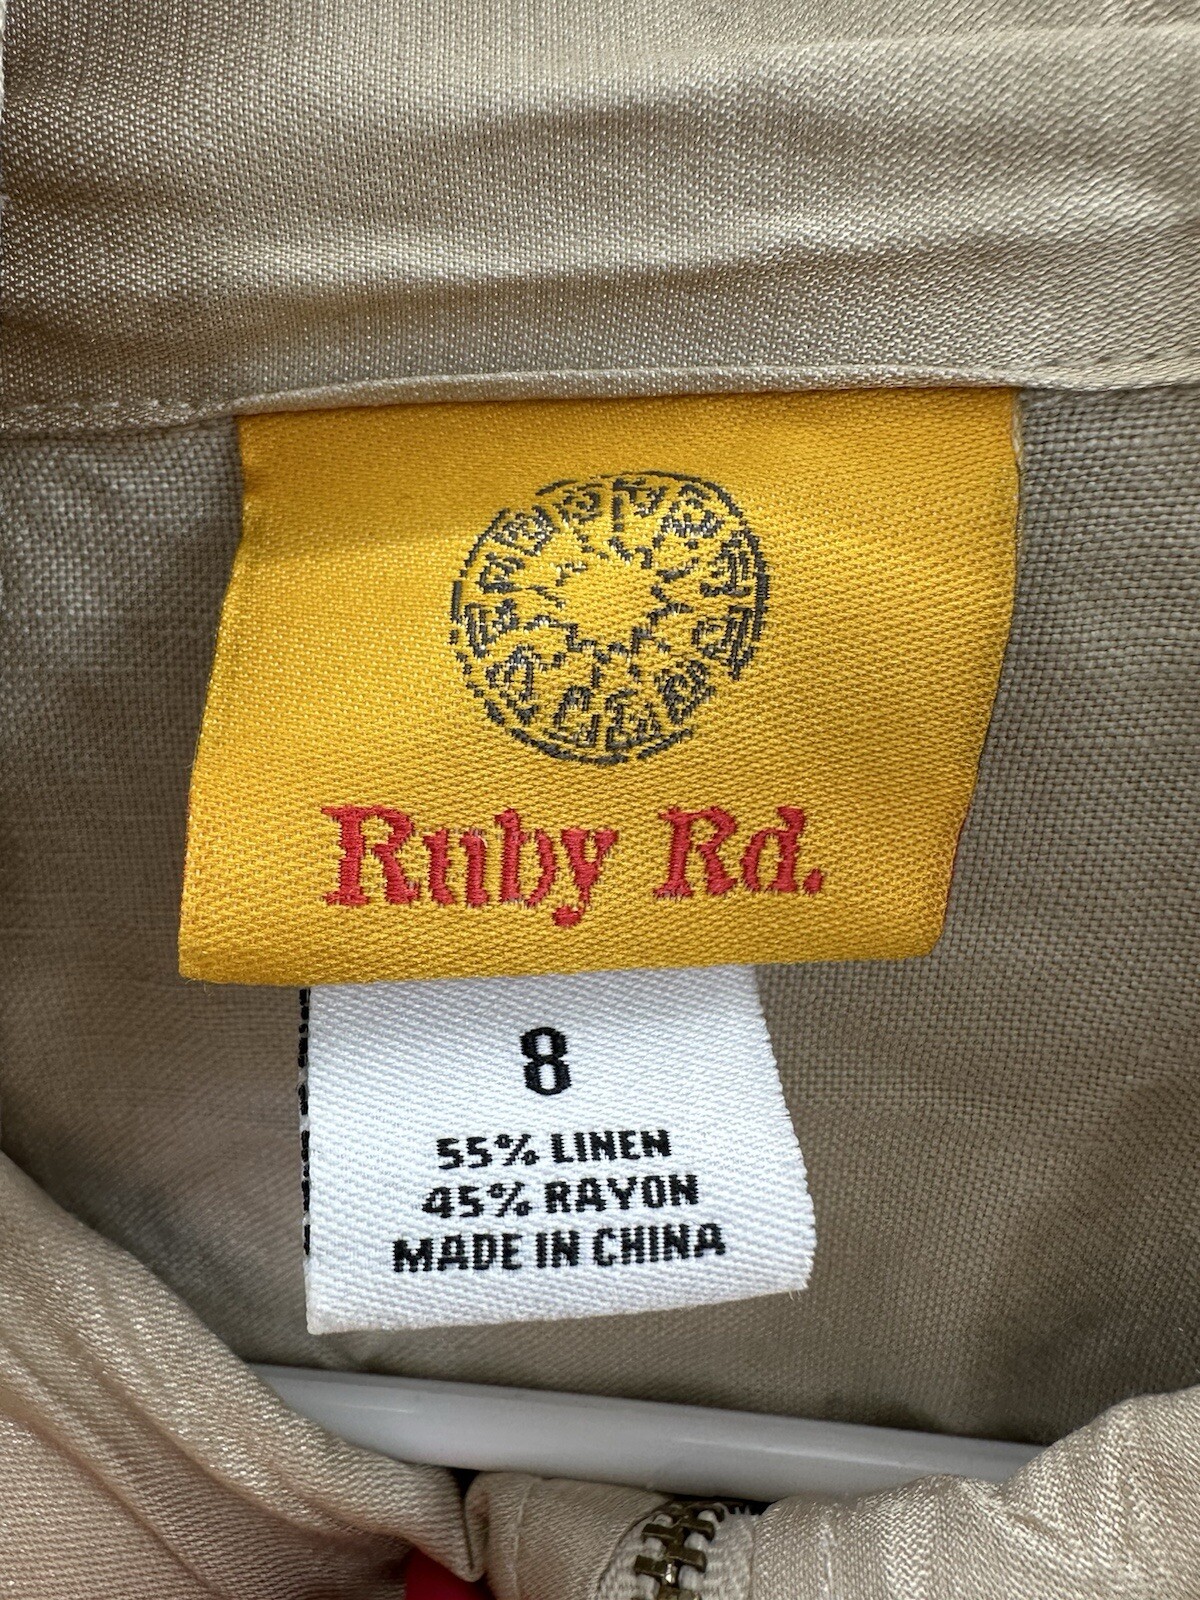 Ruby Rd.
8
55% LINEN
45% RAYON
MADE IN CHINA